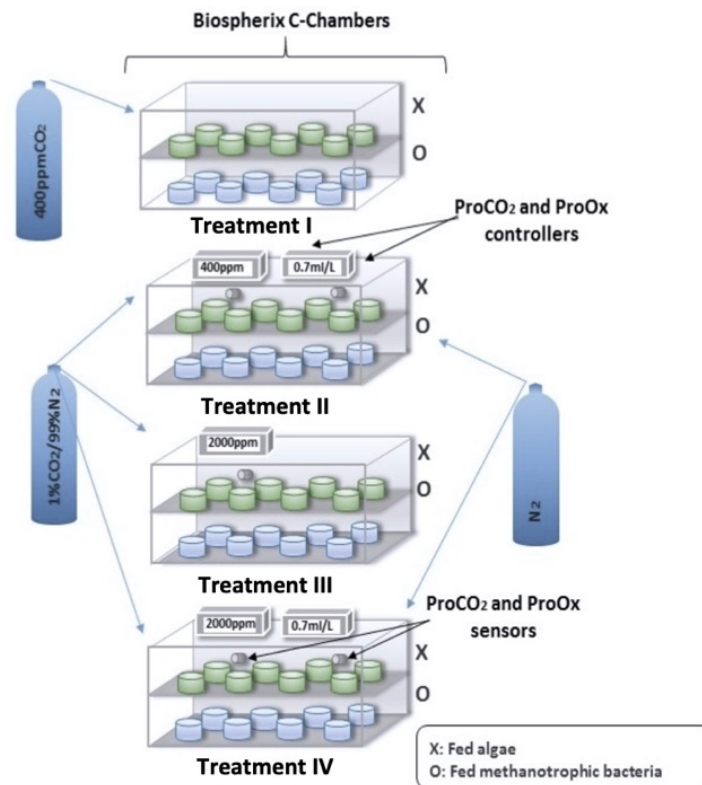 Biospherix C-Chambers
400ppmCO₂
X
O
Treatment I
ProCO₂ and ProOx
controllers
400ppm
0.7ml/L
X
O
Treatment II
1%CO₂/99%N₂
2000ppm
X
O
N₂
Treatment III
ProCO₂ and ProOx
sensors
2000ppm
0.7ml/L
X
O
Treatment IV
X: Fed algae
O: Fed methanotrophic bacteria